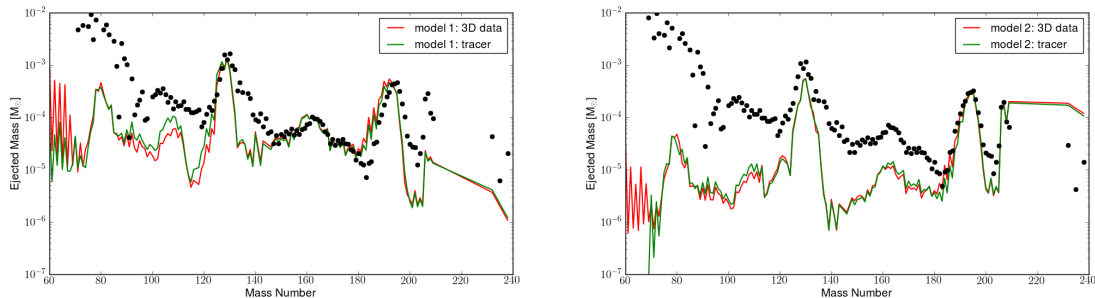 10⁻²
10⁻³
10⁻⁴
10⁻⁵
10⁻⁶
10⁻⁷
Ejected Mass [M☉]
model 1: 3D data
model 1: tracer
60 80 100 120 140 160 180 200 220 240
Mass Number
10⁻²
10⁻³
10⁻⁴
10⁻⁵
10⁻⁶
10⁻⁷
Ejected Mass [M☉]
model 2: 3D data
model 2: tracer
60 80 100 120 140 160 180 200 220 240
Mass Number